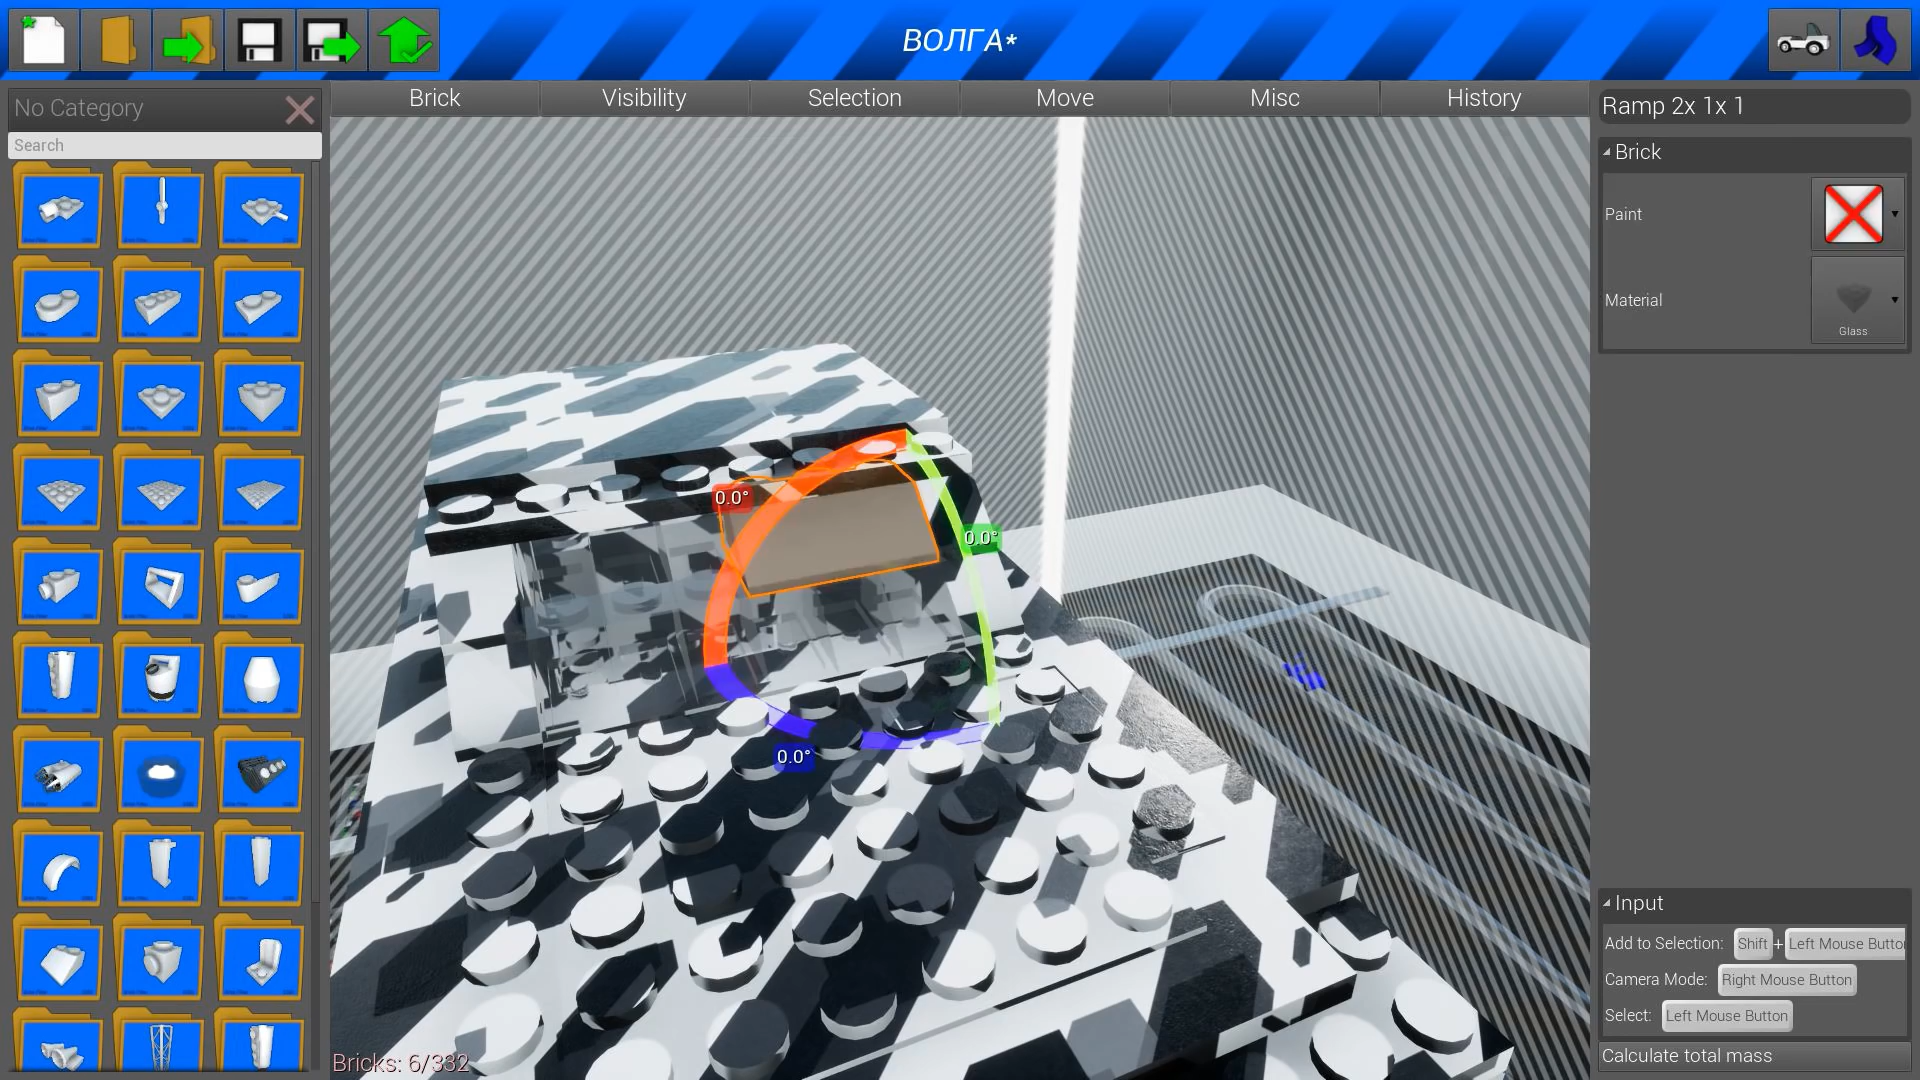 ВОЛГА*
No Category
Search
Brick
Visibility
Selection
Move
Misc
History
0.0°
0.0°
0.0°
Bricks: 6/332
Ramp 2x 1x 1
Brick
Paint
Material
Glass
Input
Add to Selection: Shift + Left Mouse Butto
Camera Mode: Right Mouse Button
Select: Left Mouse Button
Calculate total mass